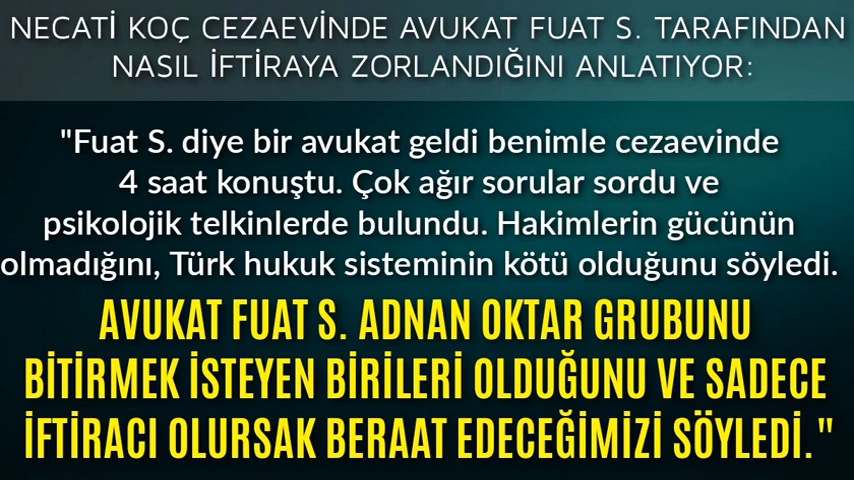 NECATİ KOÇ CEZAEVİNDE AVUKAT FUAT S. TARAFINDAN
NASIL İFTİRAYA ZORLANDIĞINI ANLATIYOR:
"Fuat S. diye bir avukat geldi benimle cezaevinde
4 saat konuştu. Çok ağır sorular sordu ve
psikolojik telkinlerde bulundu. Hakimlerin gücünün
olmadığını, Türk hukuk sisteminin kötü olduğunu söyledi.
AVUKAT FUAT S. ADNAN OKTAR GRUBUNU
BİTİRMEK İSTEYEN BİRİLERİ OLDUĞUNU VE SADECE
İFTİRACI OLURSAK BERAAT EDECEĞİMİZİ SÖYLEDİ."